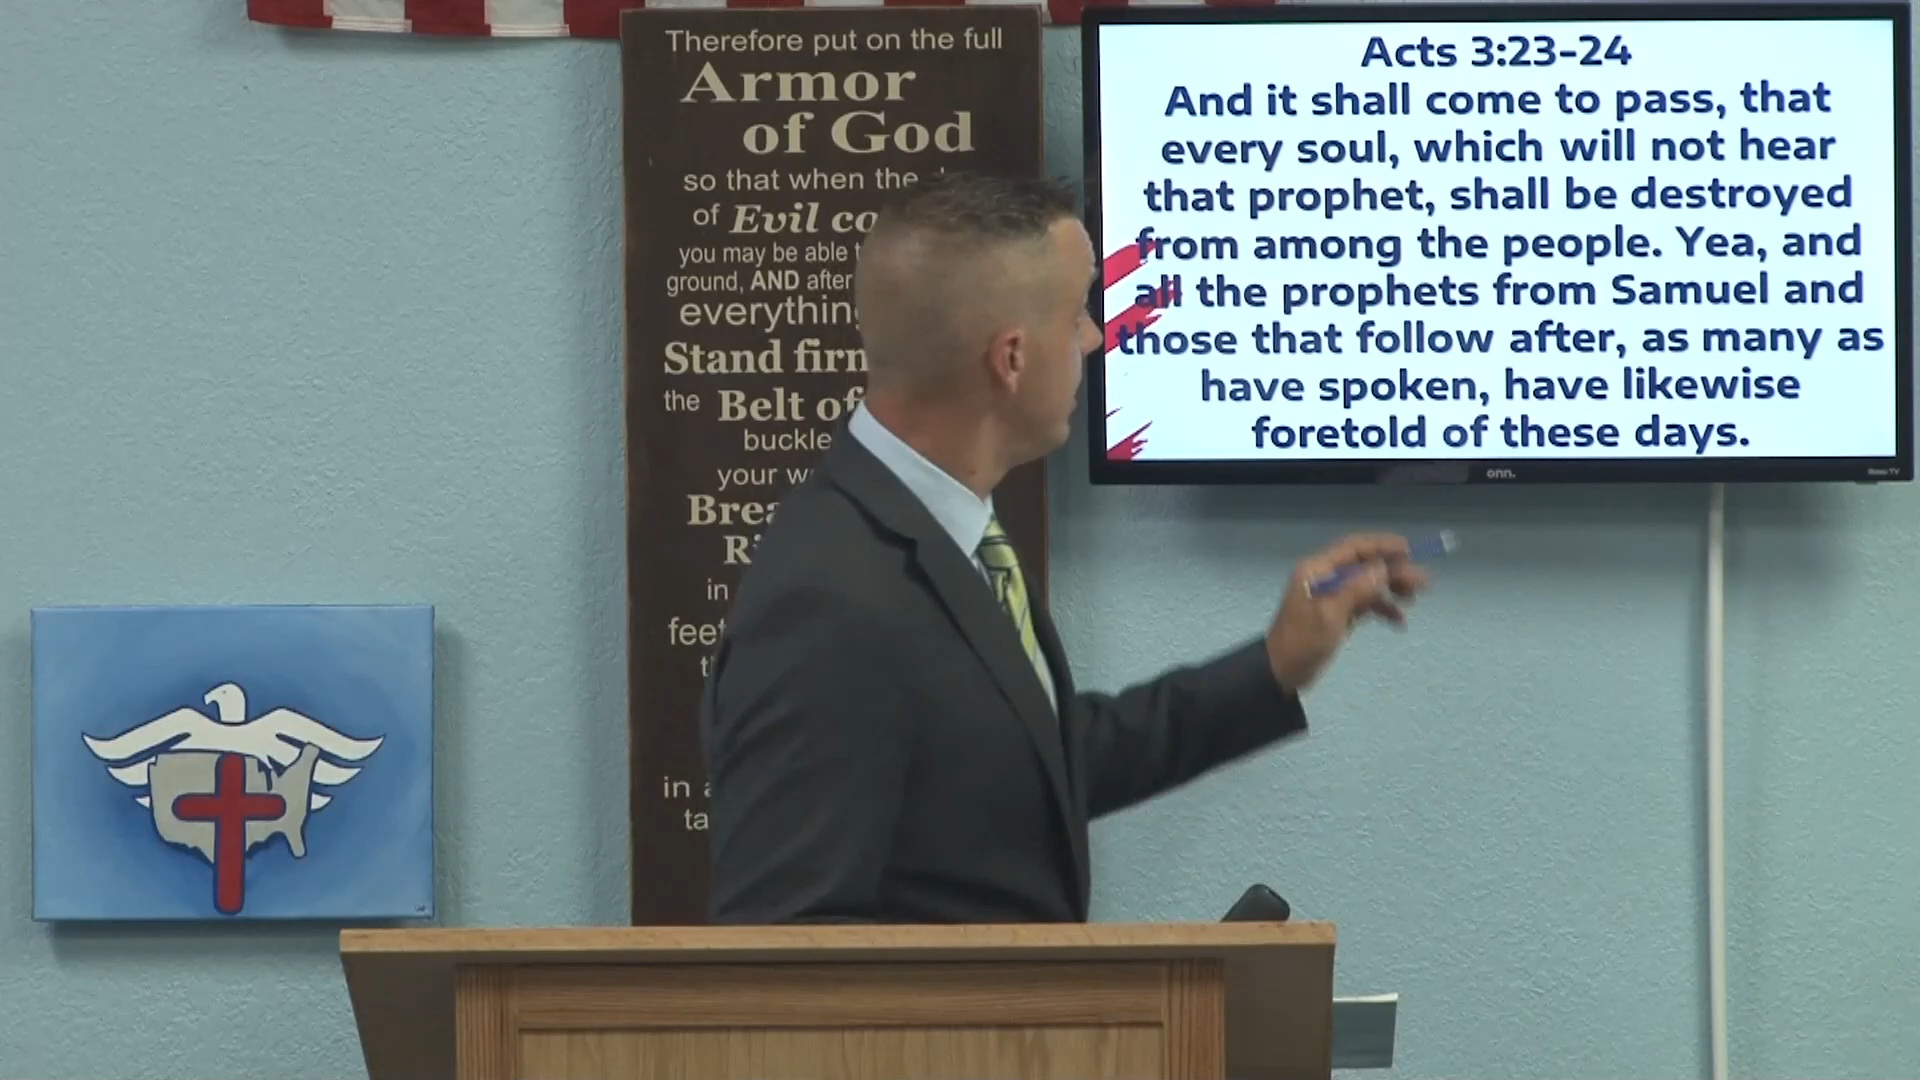 Therefore put on the full
Armor
of God
so that when the
of Evil
you may be able
ground, AND after
everything
Stand firm
the Belt of
buckle
your
in
feet
in
Acts 3:23-24
And it shall come to pass, that
every soul, which will not hear
that prophet, shall be destroyed
from among the people. Yea, and
all the prophets from Samuel and
those that follow after, as many as
have spoken, have likewise
foretold of these days.
onn.
Roku TV